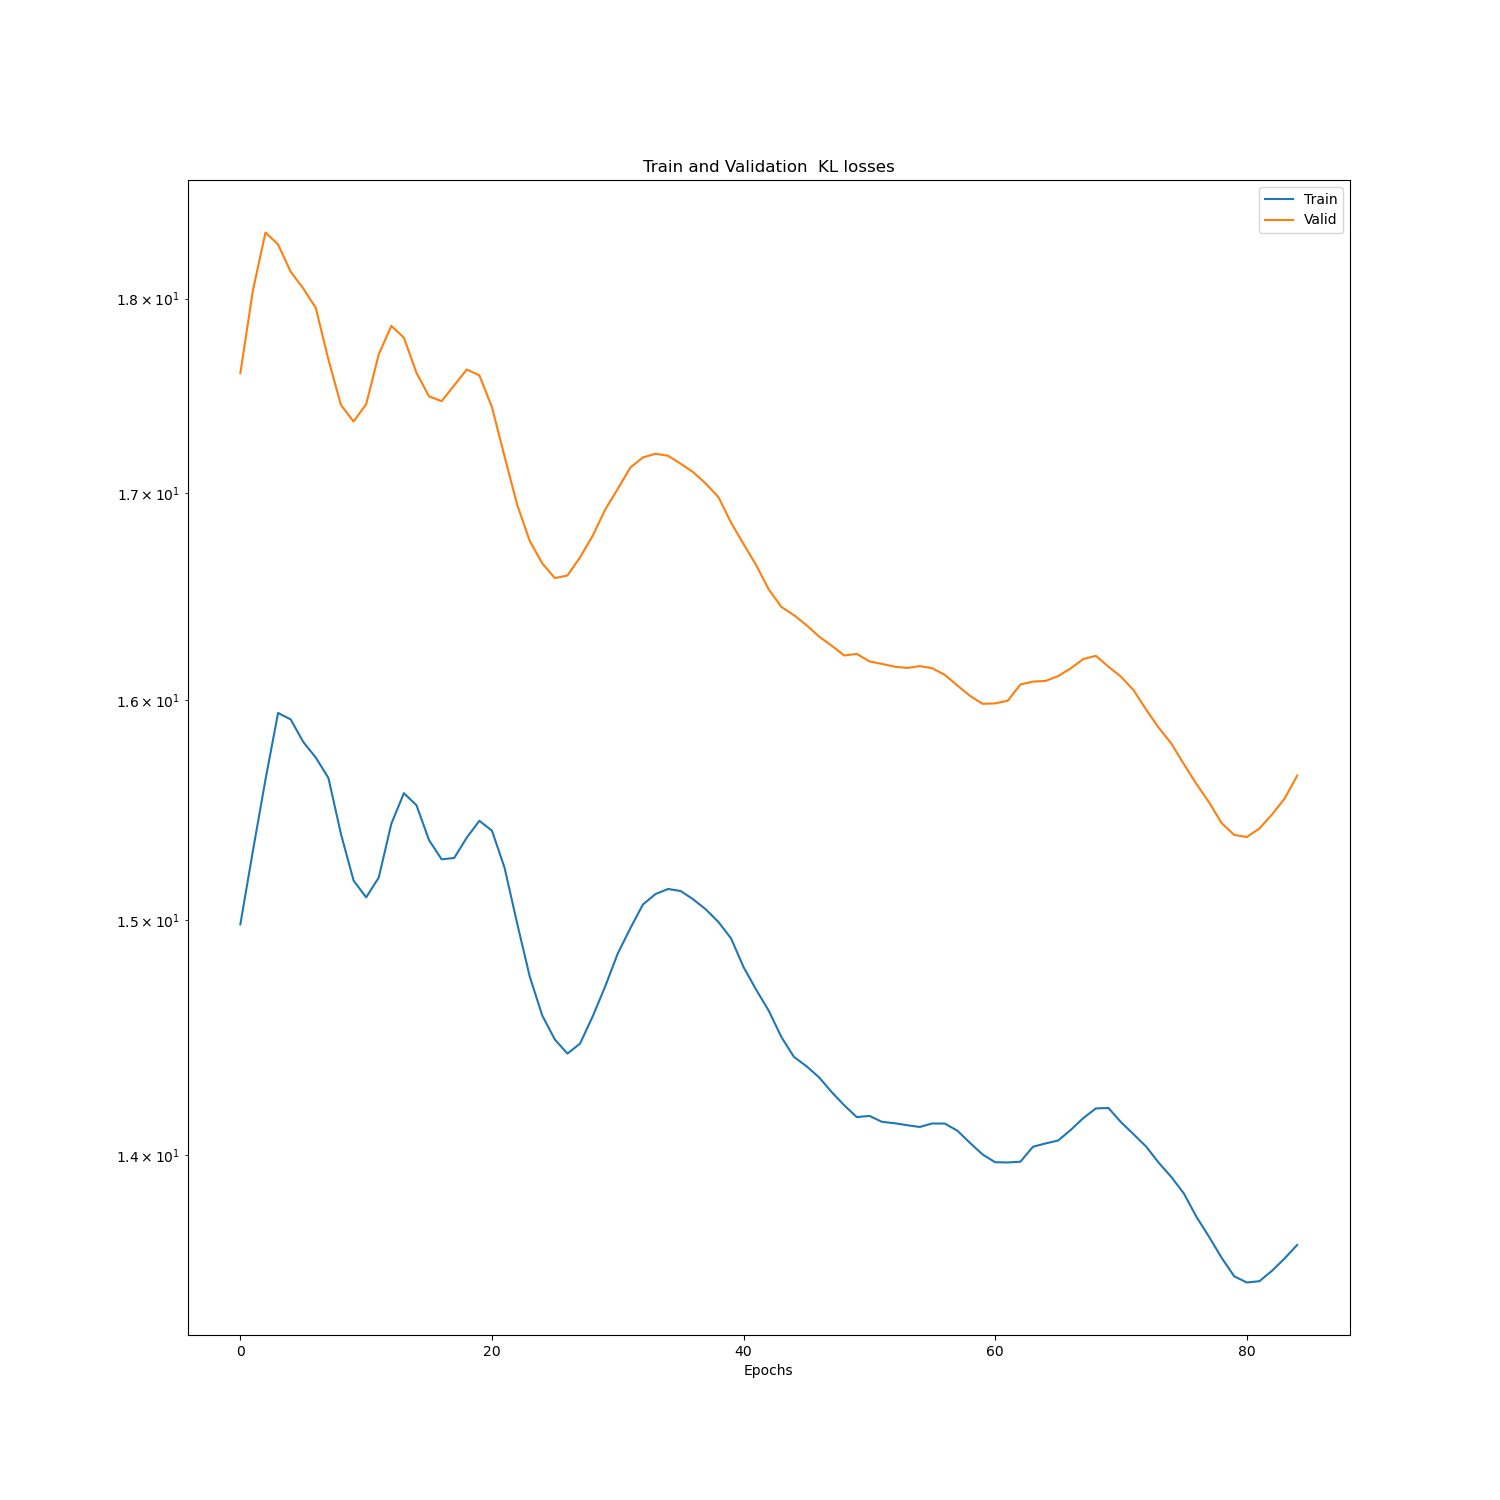 Train and Validation  KL losses
Train
Valid
1.8 × 10¹
1.7 × 10¹
1.6 × 10¹
1.5 × 10¹
1.4 × 10¹
0 20 40 60 80
Epochs